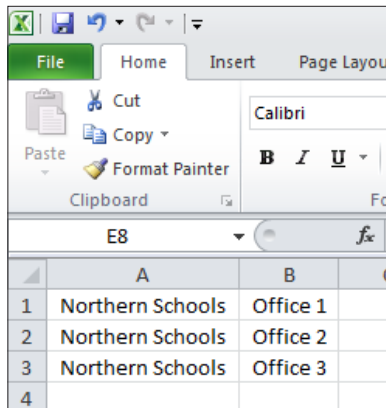 File Home Insert Page Layou
Cut
Copy
Paste
Format Painter
Clipboard
Calibri
B I U
Fo
E8 fx
A B
1 Northern Schools Office 1
2 Northern Schools Office 2
3 Northern Schools Office 3
4